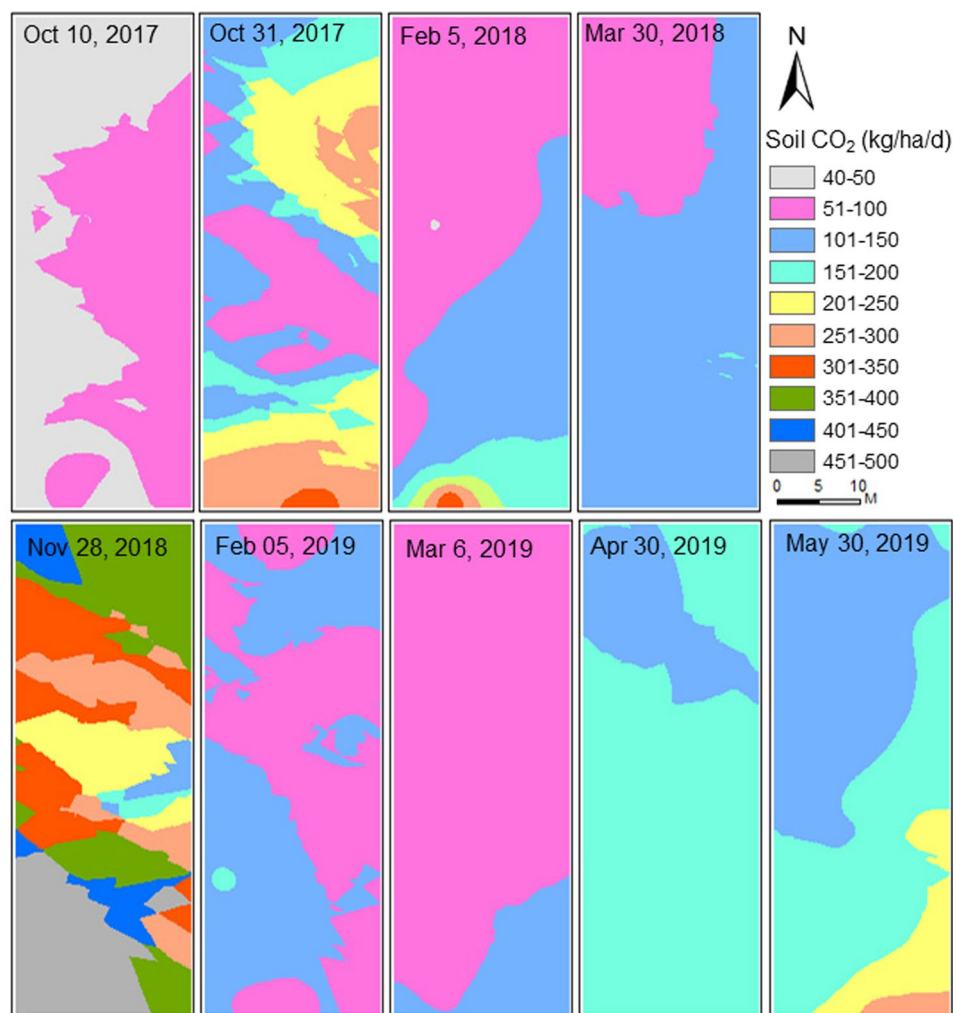 Oct 10, 2017
Oct 31, 2017
Feb 5, 2018
Mar 30, 2018
N
Soil CO₂ (kg/ha/d)
40-50
51-100
101-150
151-200
201-250
251-300
301-350
351-400
401-450
451-500
0 5 10
M
Nov 28, 2018
Feb 05, 2019
Mar 6, 2019
Apr 30, 2019
May 30, 2019